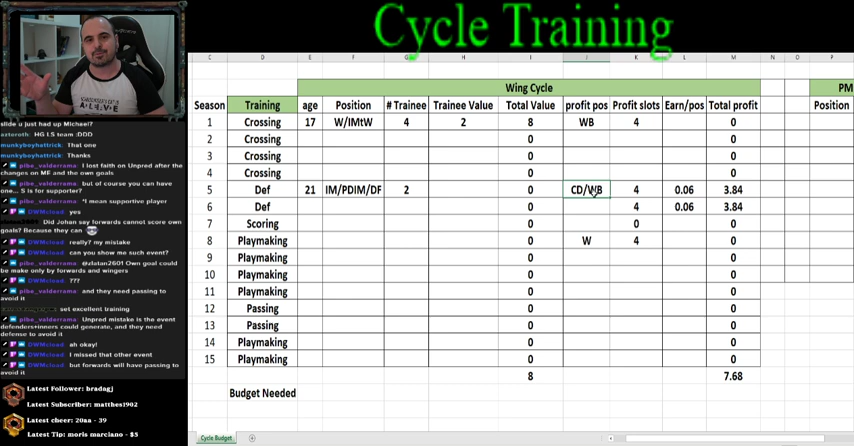 Cycle Training
slide u just had up Michael?
azteroth: HG LS team :DDD
munkyboyhattrick: That one
munkyboyhattrick: Thanks
pibe_valderrama: I lost faith on Unpred after the
changes on ME and the own goals
pibe_valderrama: but of course you can
have one... S is for supporter?
pibe_valderrama: *I mean supportive
player
DWMcloud: yes
Did Johan say forwards cannot score own
goals? Because they can
DWMcloud: really? my mistake
DWMcloud: can you show me such event?
pibe_valderrama: @zlatan2601 Own goal could
be make only by forwards and wingers
DWMcloud: ???
pibe_valderrama: and they need passing to
avoid it
set excellent training
pibe_valderrama: Unpred mistake is the event
defenders+inners could generate, and they need
defense to avoid it
DWMcloud: ah okay!
DWMcloud: I missed that other event
DWMcloud: but forwards will have passing to
avoid it
Latest Follower: bradagj
Latest Subscriber: matthes1902
Latest cheer: 20aa - 39
Latest Tip: moris marciano - $5
C D E F G H I J K L M N O P
Wing Cycle PM
Season Training age Position # Trainee Trainee Value Total Value profit pos Profit slots Earn/pos Total profit Position
1 Crossing 17 W/IMtW 4 2 8 WB 4 0
2 Crossing 0 0
3 Crossing 0 0
4 Crossing 0 0
5 Def 21 IM/PDIM/DF 2 0 CD/WB 4 0.06 3.84
6 Def 0 4 0.06 3.84
7 Scoring 0 0 0
8 Playmaking 0 W 4 0
9 Playmaking 0 0
10 Playmaking 0 0
11 Playmaking 0 0
12 Passing 0 0
13 Passing 0 0
14 Playmaking 0 0
15 Playmaking 0 0
8 7.68
Budget Needed
Cycle Budget